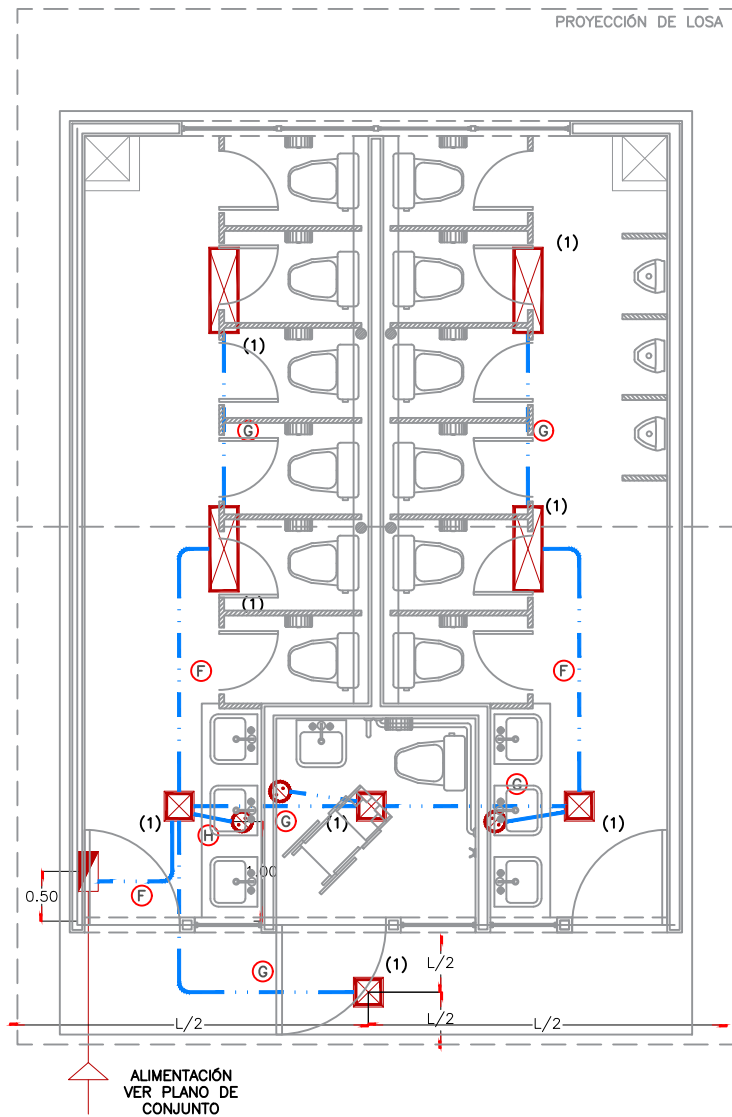 PROYECCIÓN DE LOSA
(1)
(1)
G
G
(1)
(1)
F
F
G
(1)
H
G
(1)
(1)
1.00
0.50
F
G
(1)
L/2
L/2
L/2
L/2
ALIMENTACIÓN
VER PLANO DE
CONJUNTO